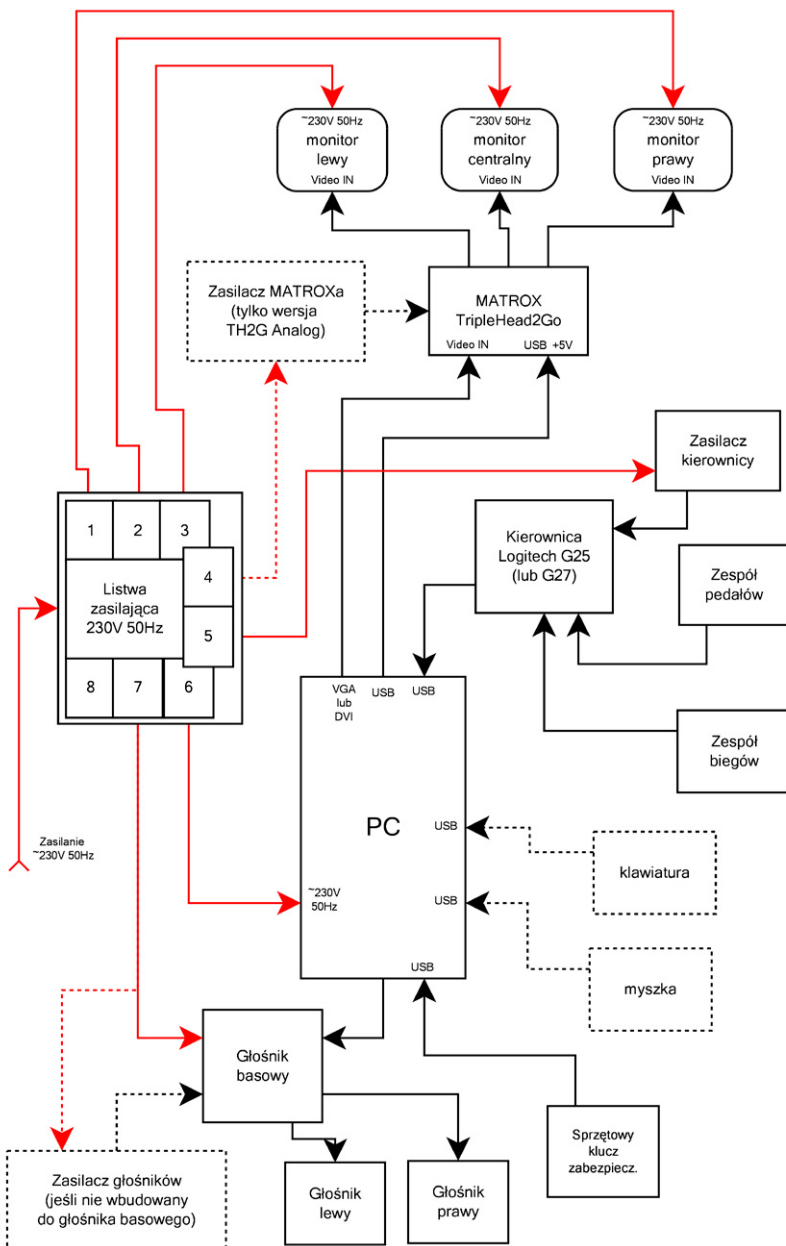 ~230V 50Hz
monitor
lewy
Video IN
~230V 50Hz
monitor
centralny
Video IN
~230V 50Hz
monitor
prawy
Video IN
Zasilacz MATROXa
(tylko wersja
TH2G Analog)
MATROX
TripleHead2Go
Video IN
USB +5V
Zasilacz
kierownicy
1
2
3
4
5
Listwa
zasilająca
230V 50Hz
8
7
6
Kierownica
Logitech G25
(lub G27)
Zespół
pedałów
Zespół
biegów
VGA
lub
DVI
USB
USB
PC
USB
USB
~230V
50Hz
USB
klawiatura
myszka
Zasilanie
~230V 50Hz
Głośnik
basowy
Sprzętowy
klucz
zabezpiecz.
Zasilacz głośników
(jeśli nie wbudowany
do głośnika basowego)
Głośnik
lewy
Głośnik
prawy